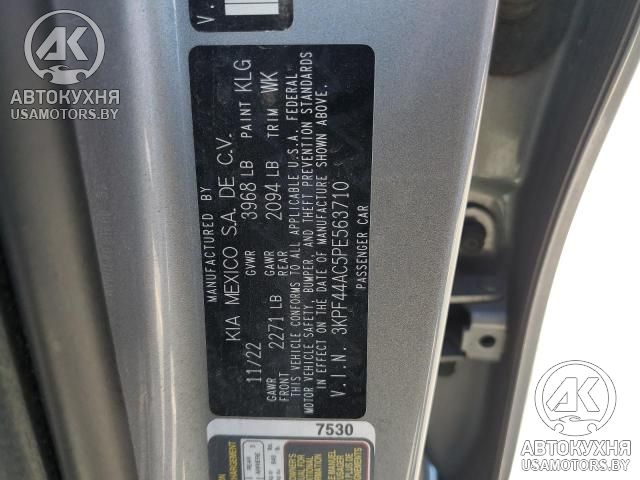 АВТОКУХНЯ
USAMOTORS.BY
V.
MANUFACTURED BY
KIA MEXICO S.A. DE C.V.
11/22 GVWR 3968 LB PAINT KLG
GAWR FRONT 2271 LB GAWR REAR 2094 LB TRIM WK
THIS VEHICLE CONFORMS TO ALL APPLICABLE U.S.A. FEDERAL
MOTOR VEHICLE SAFETY, BUMPER, AND THEFT PREVENTION STANDARDS
IN EFFECT ON THE DATE OF MANUFACTURE SHOWN ABOVE.
V.I.N. 3KPF44AC5PE563710
PASSENGER CAR
7530
REAR
ARRIERE
АВТОКУХНЯ
USAMOTORS.BY